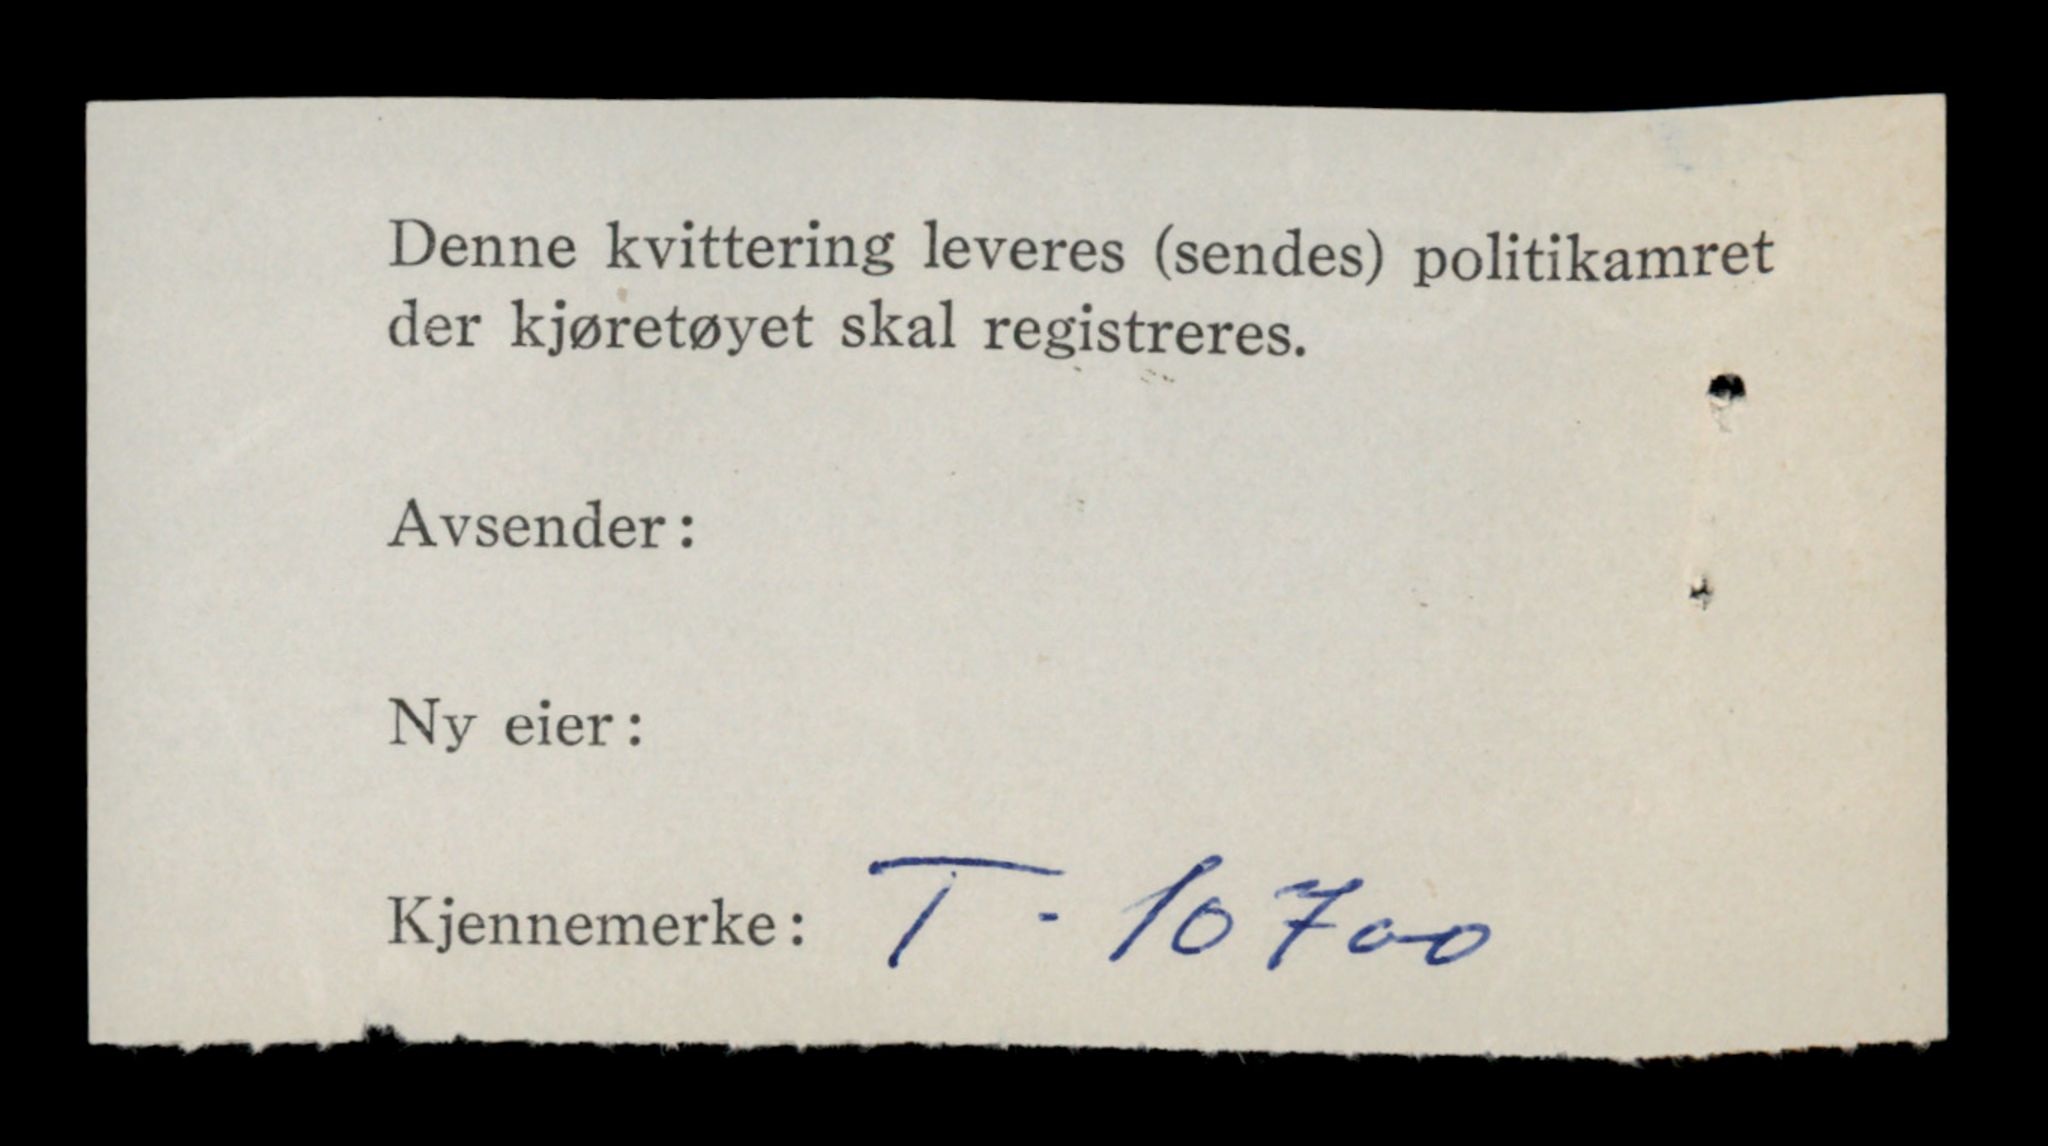 Denne kvittering leveres (sendes) politikamret
der kjøretøyet skal registreres.
Avsender:
Ny eier:
Kjennemerke: T-10700